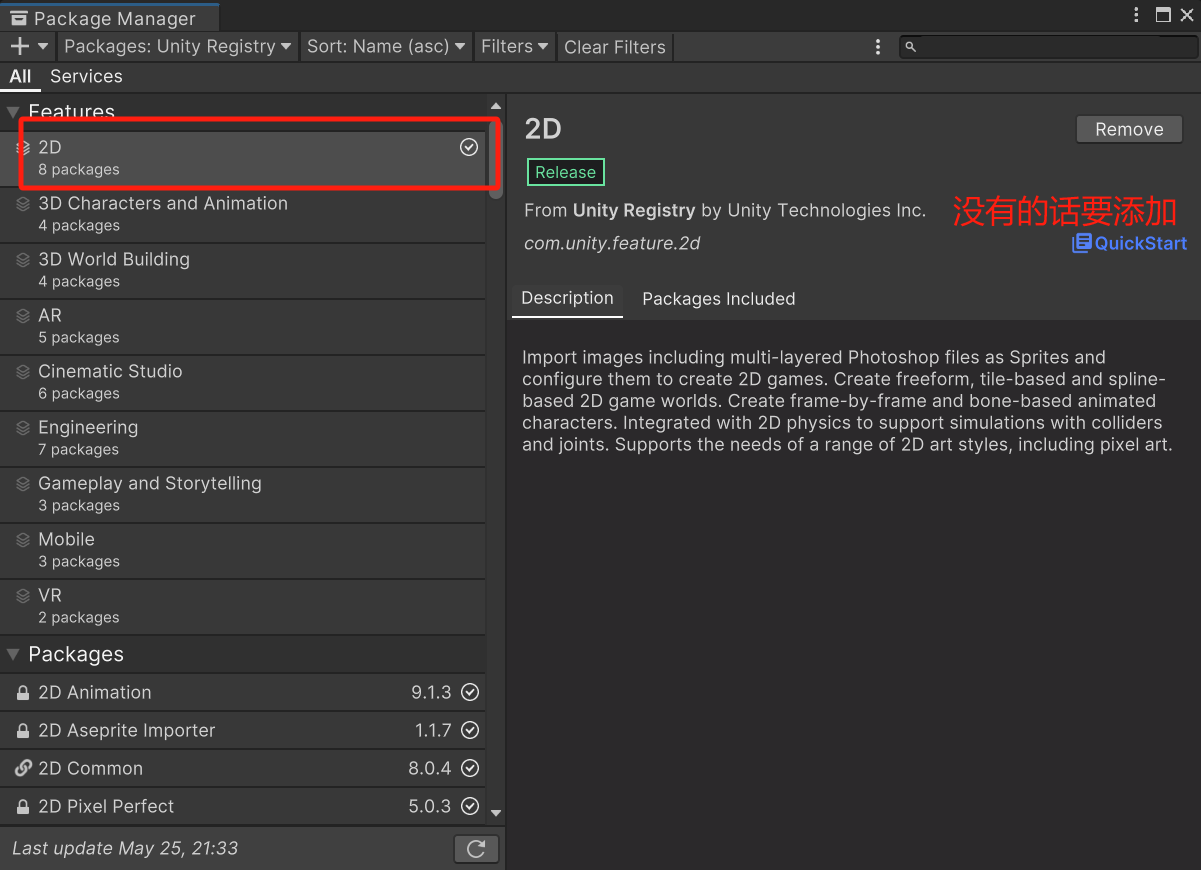 Package Manager
Packages: Unity Registry Sort: Name (asc) Filters Clear Filters
All Services
Features
2D
8 packages
3D Characters and Animation
4 packages
3D World Building
4 packages
AR
5 packages
Cinematic Studio
6 packages
Engineering
7 packages
Gameplay and Storytelling
3 packages
Mobile
3 packages
VR
2 packages
Packages
2D Animation 9.1.3
2D Aseprite Importer 1.1.7
2D Common 8.0.4
2D Pixel Perfect 5.0.3
Last update May 25, 21:33
2D
Remove
Release
From Unity Registry by Unity Technologies Inc.
没有的话要添加
com.unity.feature.2d
QuickStart
Description Packages Included
Import images including multi-layered Photoshop files as Sprites and
configure them to create 2D games. Create freeform, tile-based and spline-
based 2D game worlds. Create frame-by-frame and bone-based animated
characters. Integrated with 2D physics to support simulations with colliders
and joints. Supports the needs of a range of 2D art styles, including pixel art.